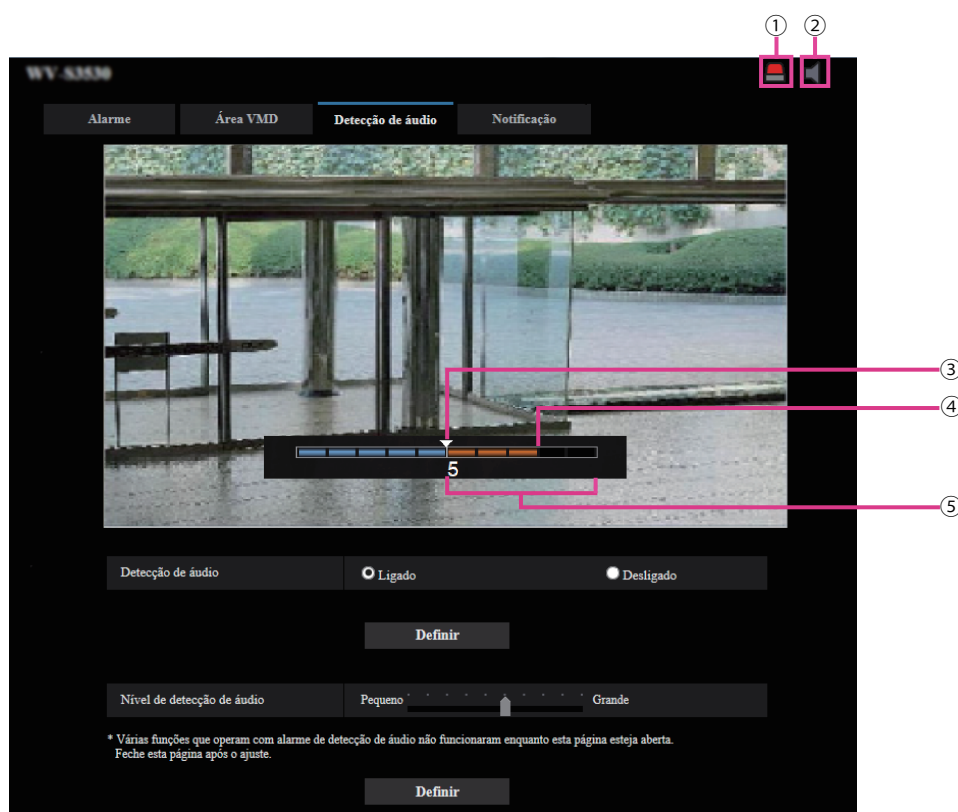 ① ②
WV-S3530
Alarme Área VMD Detecção de áudio Notificação
③
④
5
⑤
Detecção de áudio Ligado Desligado
Definir
Nível de detecção de áudio Pequeno Grande
* Várias funções que operam com alarme de detecção de áudio não funcionaram enquanto esta página esteja aberta.
Feche esta página após o ajuste.
Definir